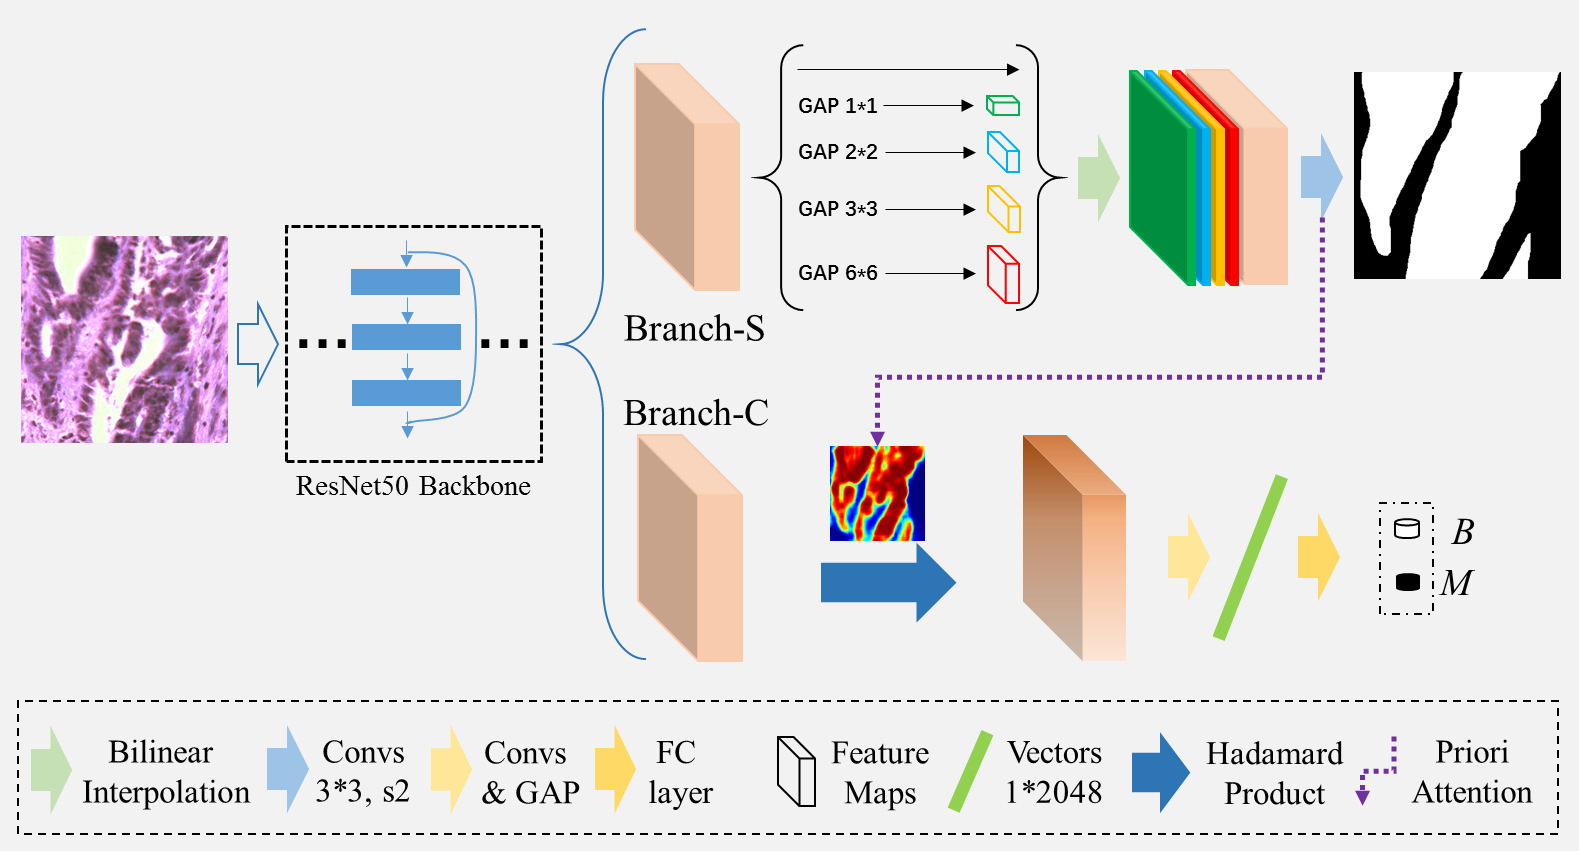 GAP 1*1
GAP 2*2
GAP 3*3
GAP 6*6
Branch-S
Branch-C
ResNet50 Backbone
B
M
Bilinear
Interpolation
Convs
3*3, s2
Convs
& GAP
FC
layer
Feature
Maps
Vectors
1*2048
Hadamard
Product
Priori
Attention